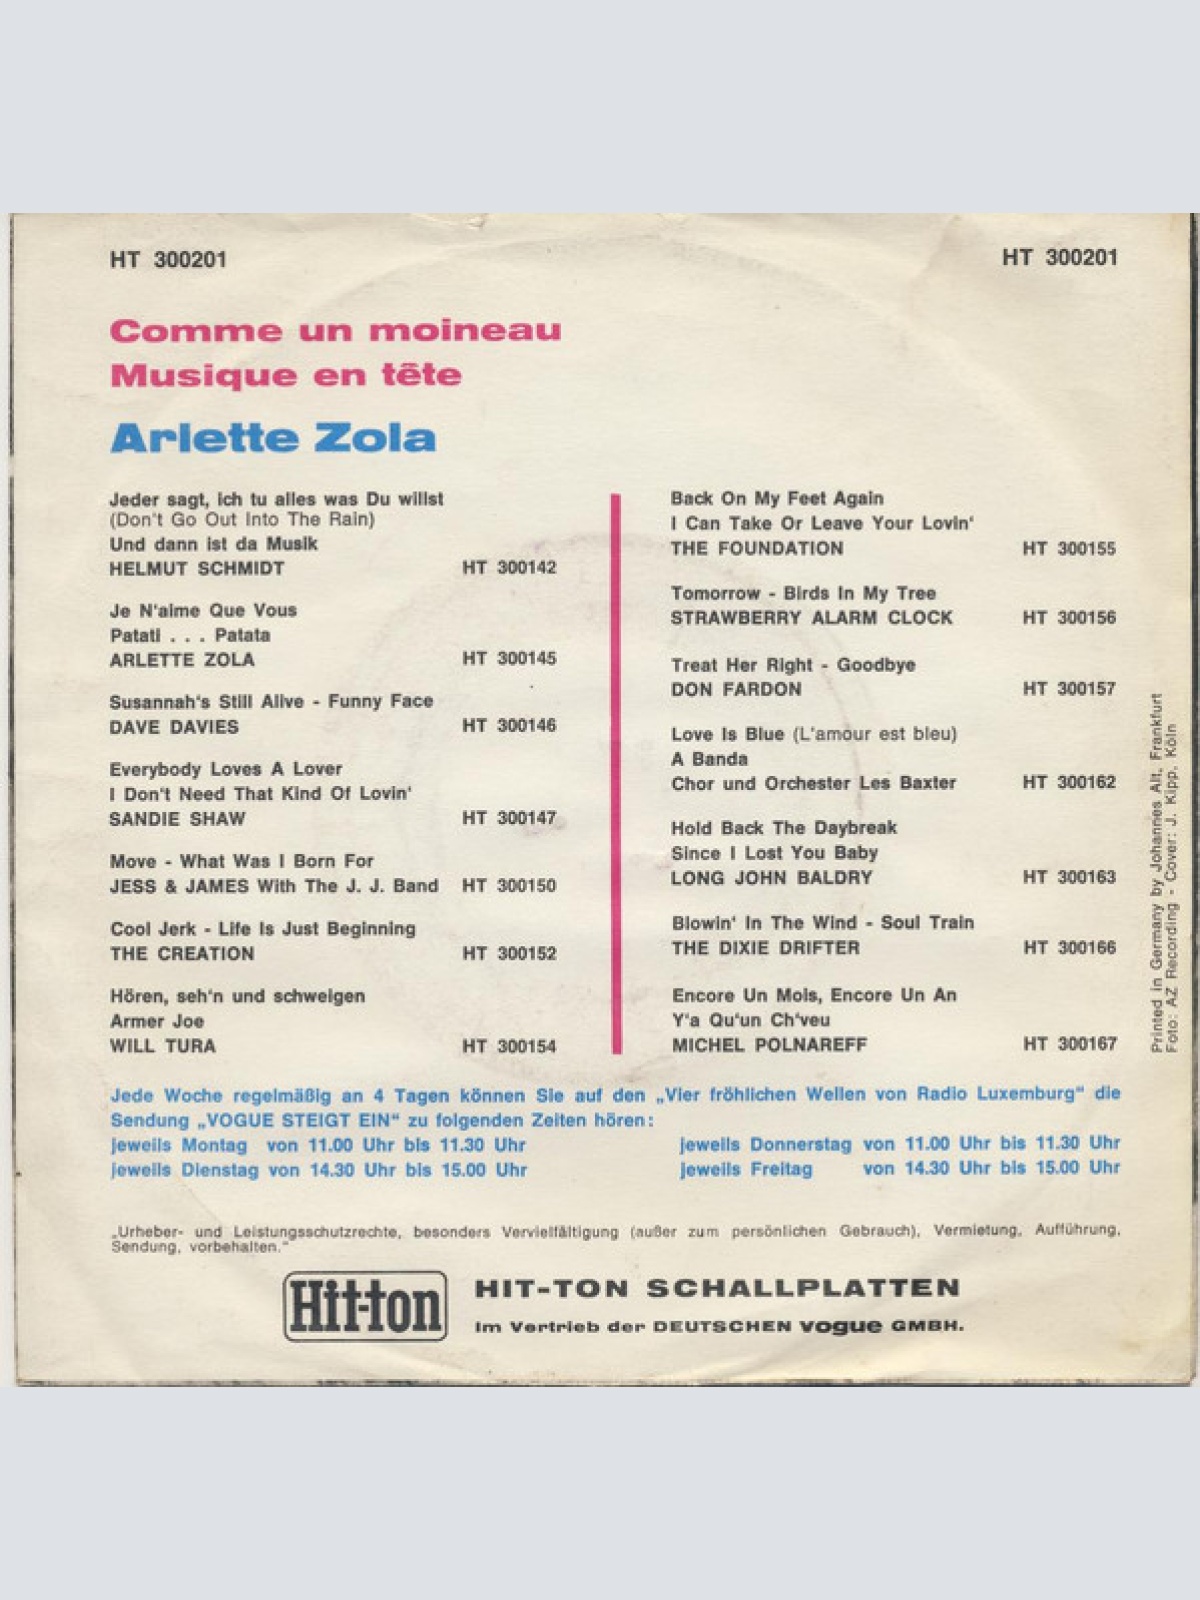 HT 300201
HT 300201
Comme un moineau
Musique en tête
Arlette Zola
Jeder sagt, ich tu alles was Du willst
(Don't Go Out Into The Rain)
Und dann ist da Musik
HELMUT SCHMIDT HT 300142
Je N'aime Que Vous
Patati . . . Patata
ARLETTE ZOLA HT 300145
Susannah's Still Alive - Funny Face
DAVE DAVIES HT 300146
Everybody Loves A Lover
I Don't Need That Kind Of Lovin'
SANDIE SHAW HT 300147
Move - What Was I Born For
JESS & JAMES With The J. J. Band HT 300150
Cool Jerk - Life Is Just Beginning
THE CREATION HT 300152
Hören, seh'n und schweigen
Armer Joe
WILL TURA HT 300154
Back On My Feet Again
I Can Take Or Leave Your Lovin'
THE FOUNDATION HT 300155
Tomorrow - Birds In My Tree
STRAWBERRY ALARM CLOCK HT 300156
Treat Her Right - Goodbye
DON FARDON HT 300157
Love Is Blue (L'amour est bleu)
A Banda
Chor und Orchester Les Baxter HT 300162
Hold Back The Daybreak
Since I Lost You Baby
LONG JOHN BALDRY HT 300163
Blowin' In The Wind - Soul Train
THE DIXIE DRIFTER HT 300166
Encore Un Mois, Encore Un An
Y'a Qu'un Ch'veu
MICHEL POLNAREFF HT 300167
Printed in Germany by Johannes Alt, Frankfurt
Foto: AZ Recording - Cover: J. Kipp, Köln
Jede Woche regelmäßig an 4 Tagen können Sie auf den „Vier fröhlichen Wellen von Radio Luxemburg" die
Sendung „VOGUE STEIGT EIN" zu folgenden Zeiten hören:
jeweils Montag von 11.00 Uhr bis 11.30 Uhr jeweils Donnerstag von 11.00 Uhr bis 11.30 Uhr
jeweils Dienstag von 14.30 Uhr bis 15.00 Uhr jeweils Freitag von 14.30 Uhr bis 15.00 Uhr
„Urheber- und Leistungsschutzrechte, besonders Vervielfältigung (außer zum persönlichen Gebrauch), Vermietung, Aufführung,
Sendung, vorbehalten."
Hit-ton
HIT-TON SCHALLPLATTEN
Im Vertrieb der DEUTSCHEN vogue GMBH.